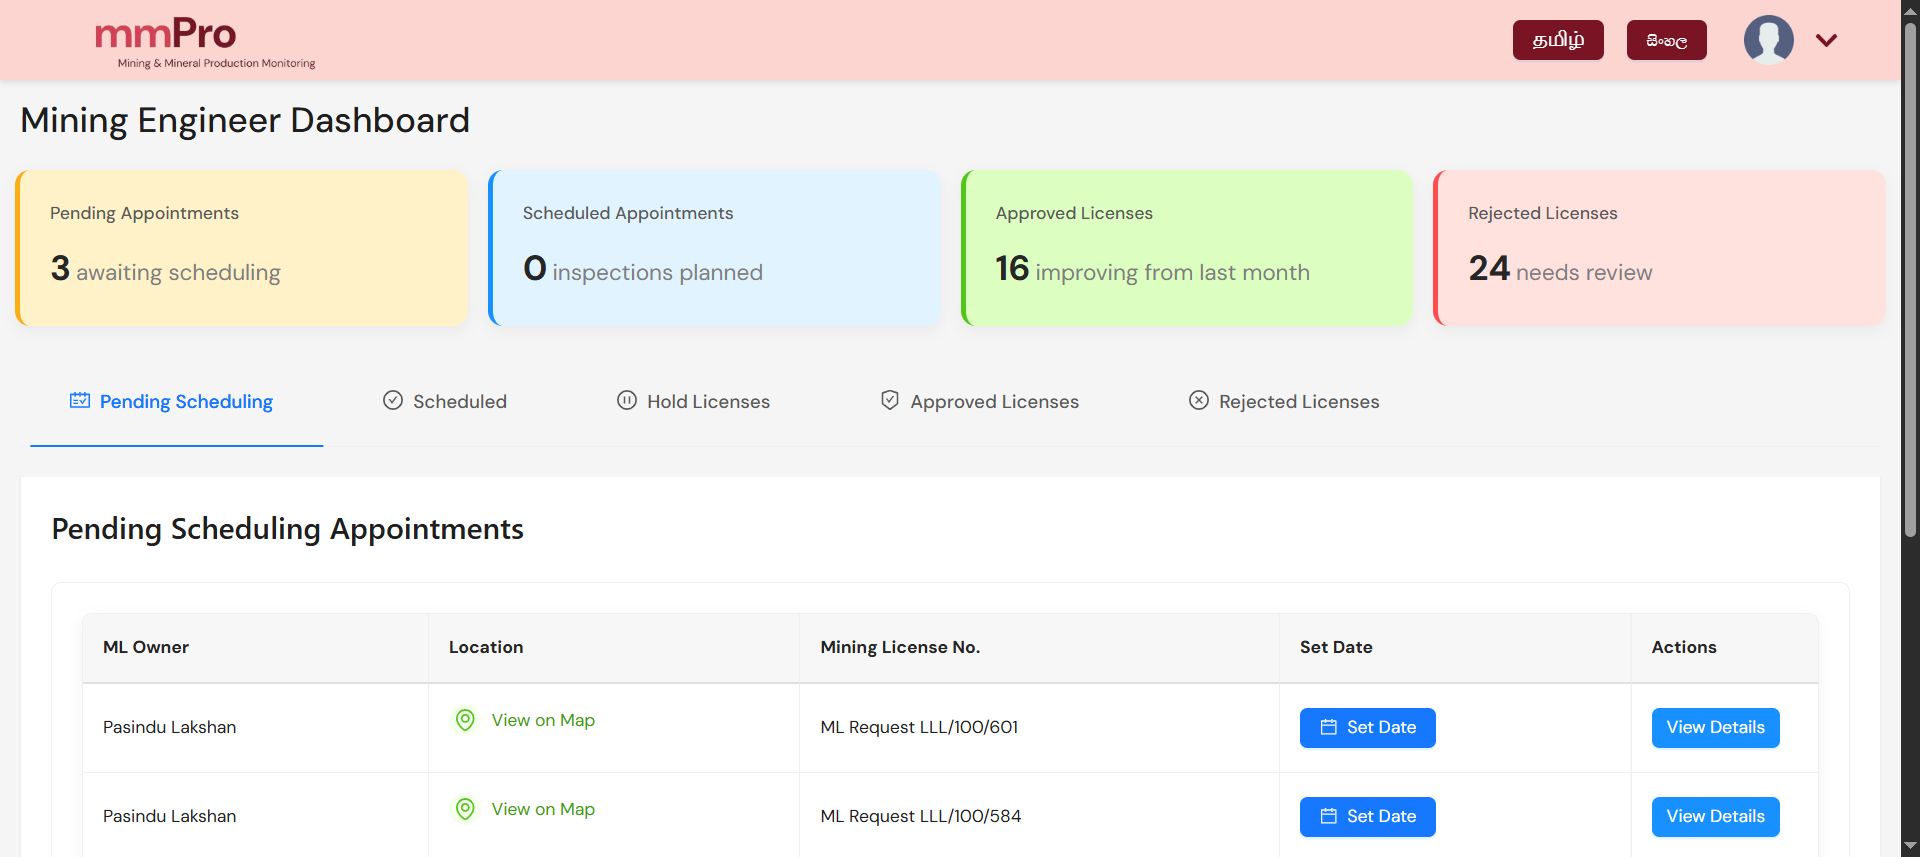 mmPro
Mining & Mineral Production Monitoring
தமிழ்
සිංහල
Mining Engineer Dashboard
Pending Appointments
3 awaiting scheduling
Scheduled Appointments
0 inspections planned
Approved Licenses
16 improving from last month
Rejected Licenses
24 needs review
Pending Scheduling
Scheduled
Hold Licenses
Approved Licenses
Rejected Licenses
Pending Scheduling Appointments
ML Owner
Location
Mining License No.
Set Date
Actions
Pasindu Lakshan
View on Map
ML Request LLL/100/601
Set Date
View Details
Pasindu Lakshan
View on Map
ML Request LLL/100/584
Set Date
View Details